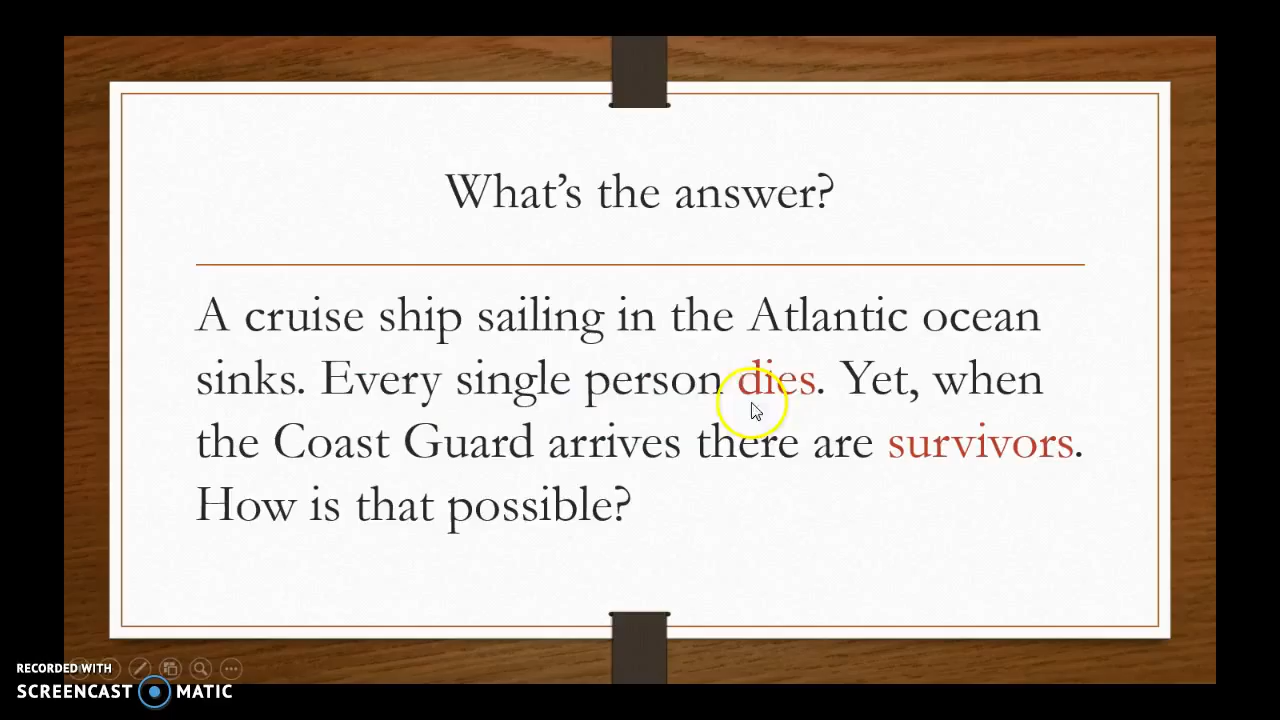 What's the answer?
A cruise ship sailing in the Atlantic ocean
sinks. Every single person dies. Yet, when
the Coast Guard arrives there are survivors.
How is that possible?
RECORDED WITH
SCREENCAST MATIC